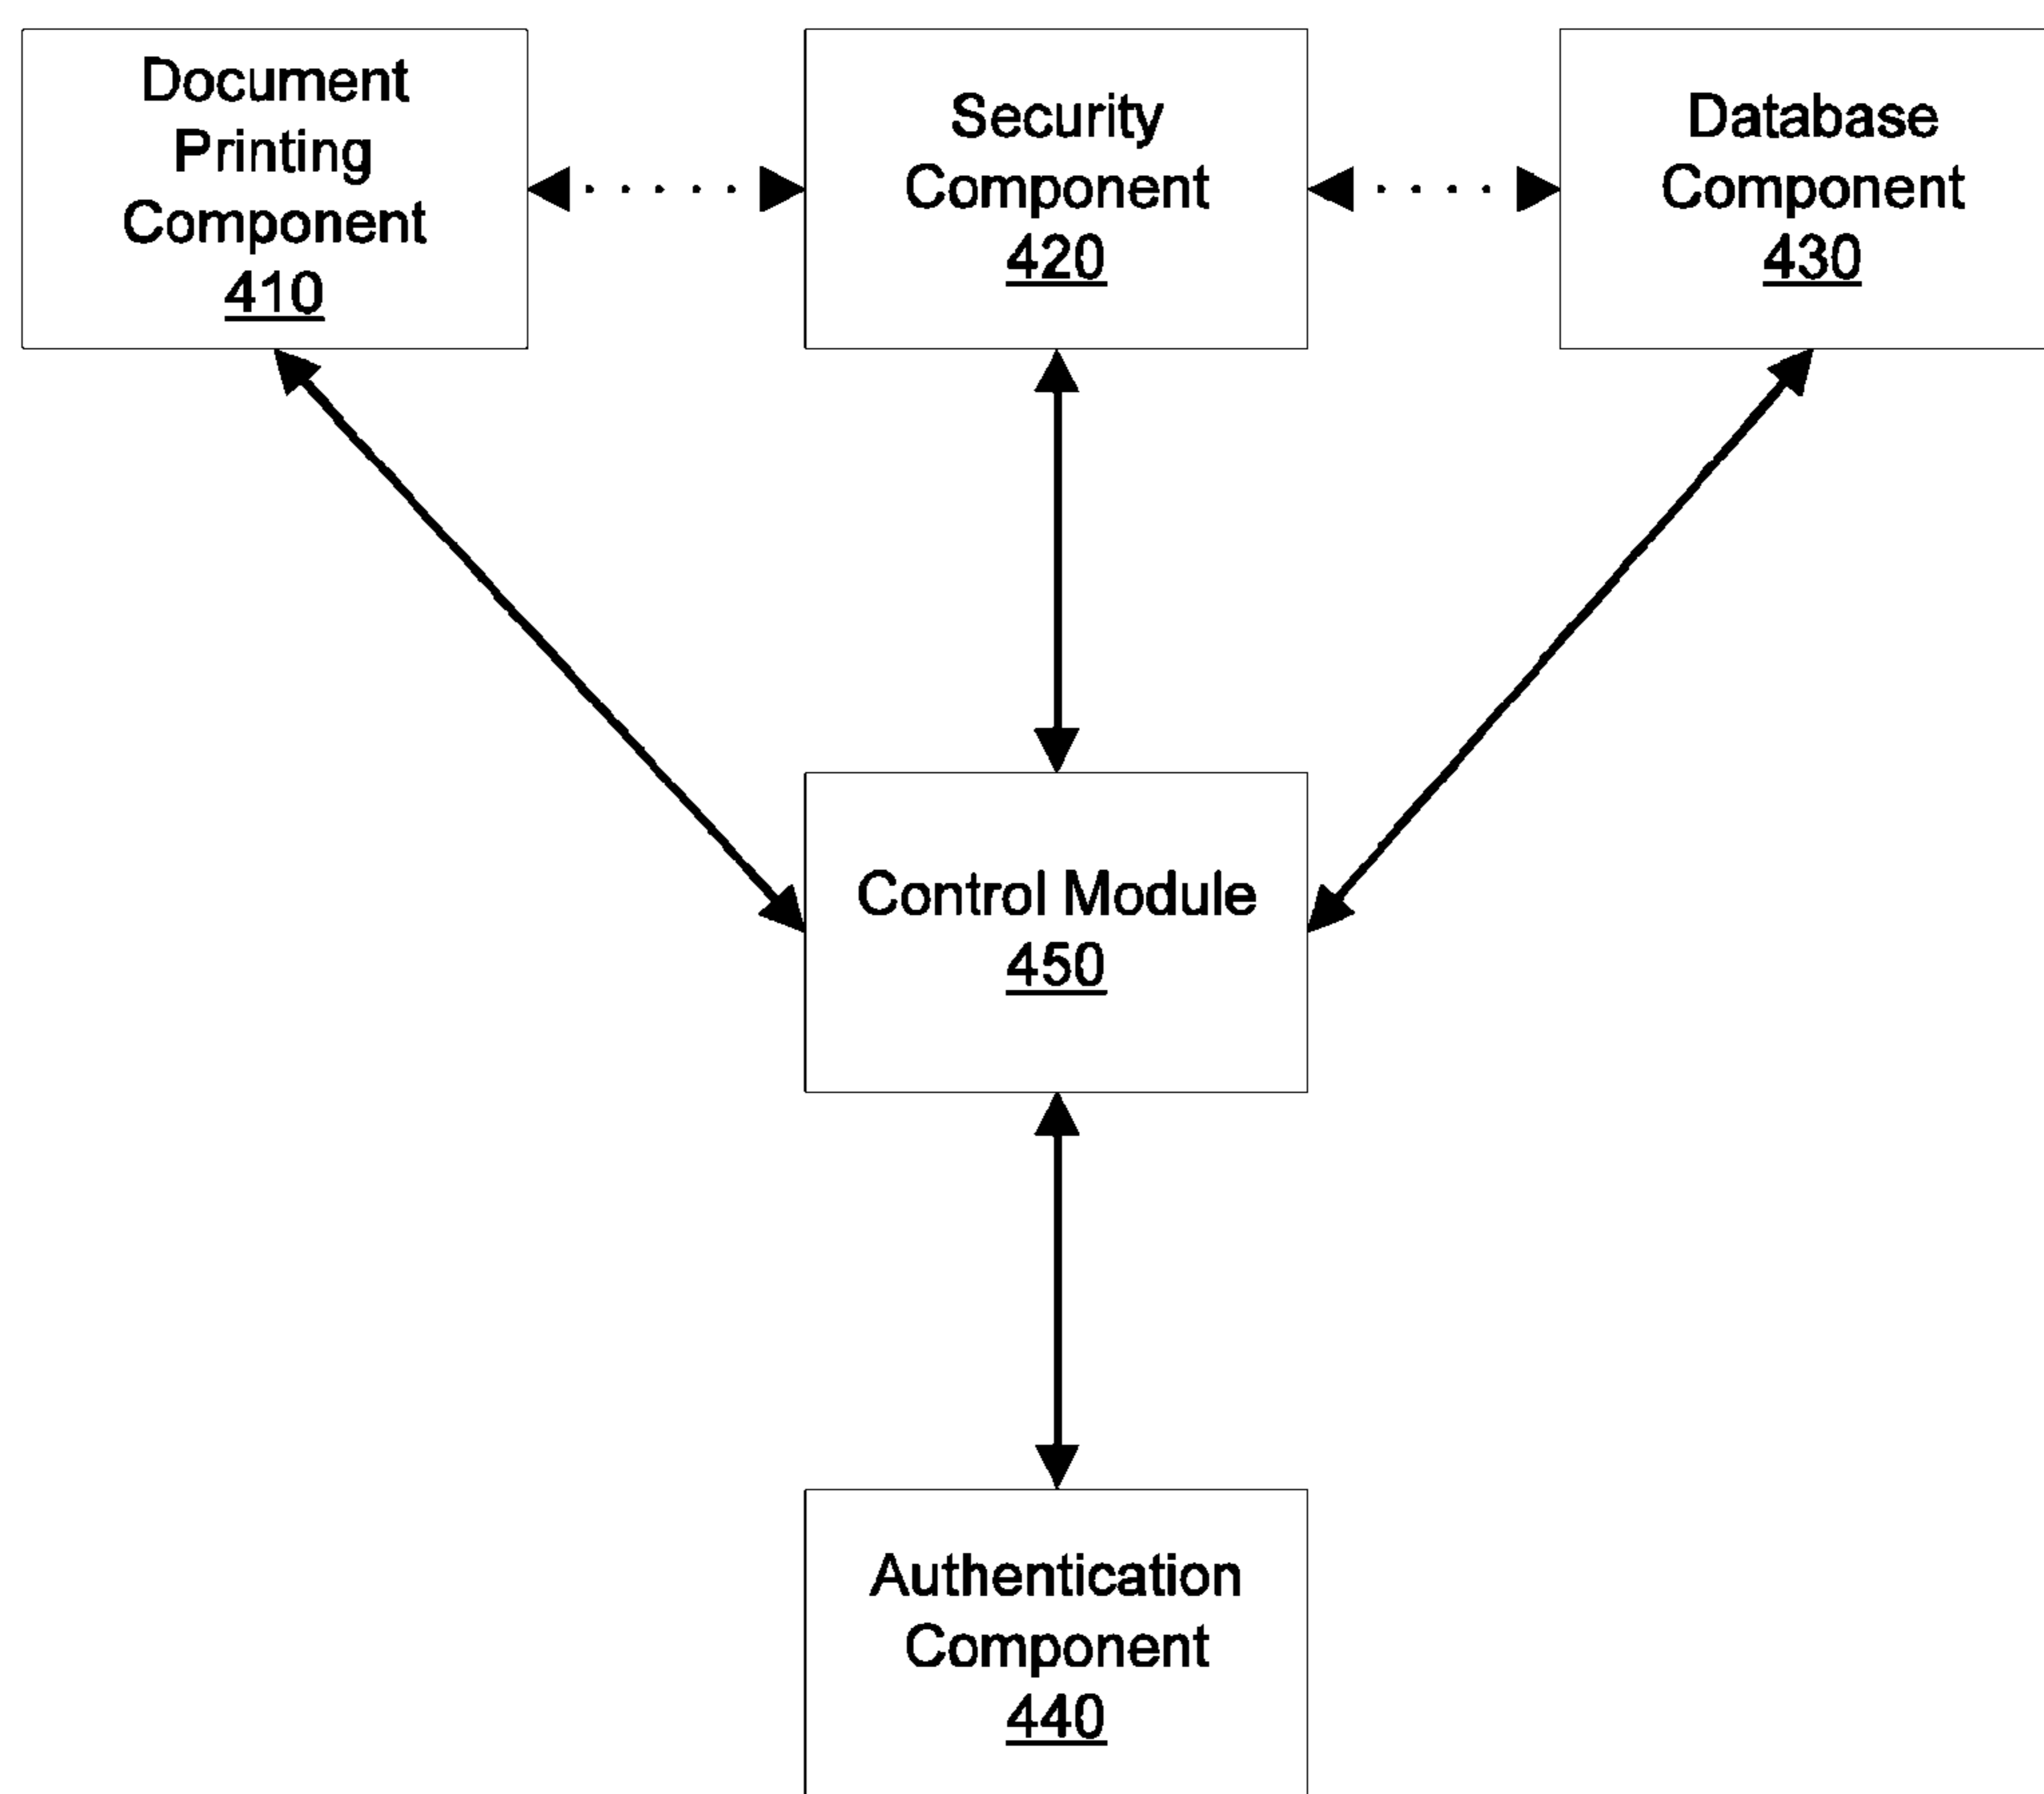 Document
Printing
Component
410
Security
Component
420
Database
Component
430
Control Module
450
Authentication
Component
440